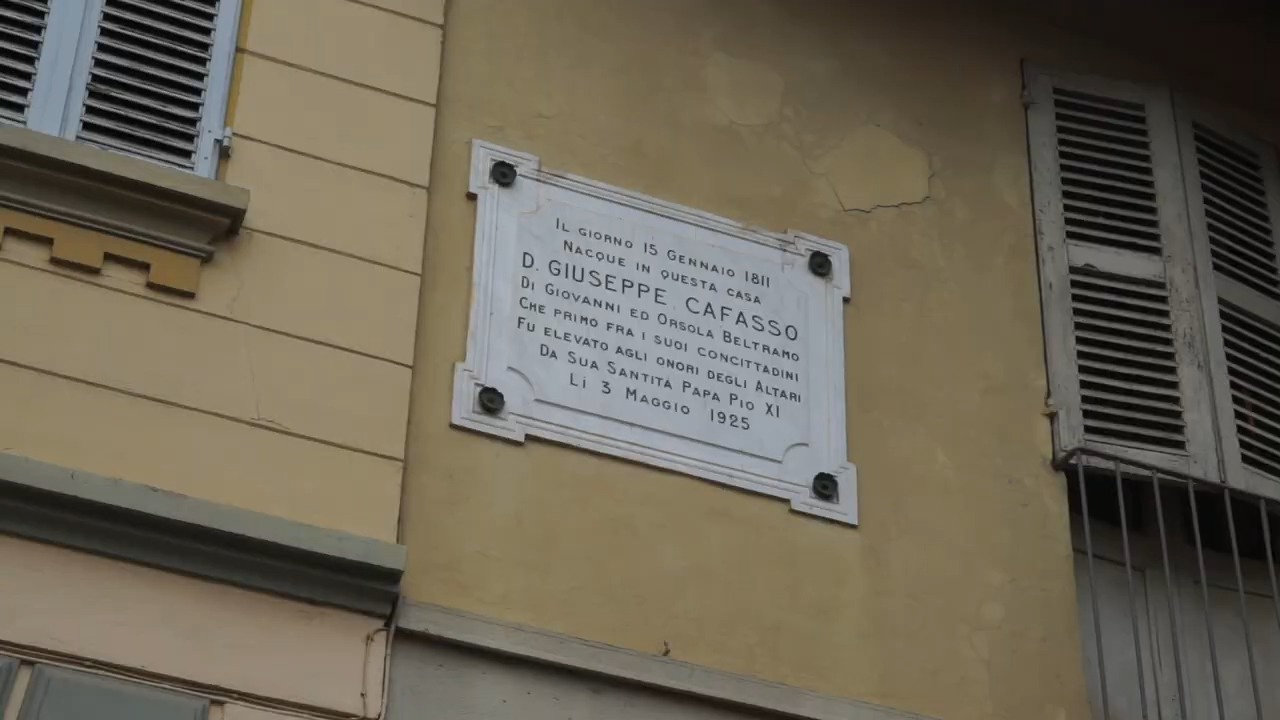 IL GIORNO 15 GENNAIO 1811
NACQUE IN QUESTA CASA
D. GIUSEPPE CAFASSO
DI GIOVANNI ED ORSOLA BELTRAMO
CHE PRIMO FRA I SUOI CONCITTADINI
FU ELEVATO AGLI ONORI DEGLI ALTARI
DA SUA SANTITÀ PAPA PIO XI
LI 3 MAGGIO 1925